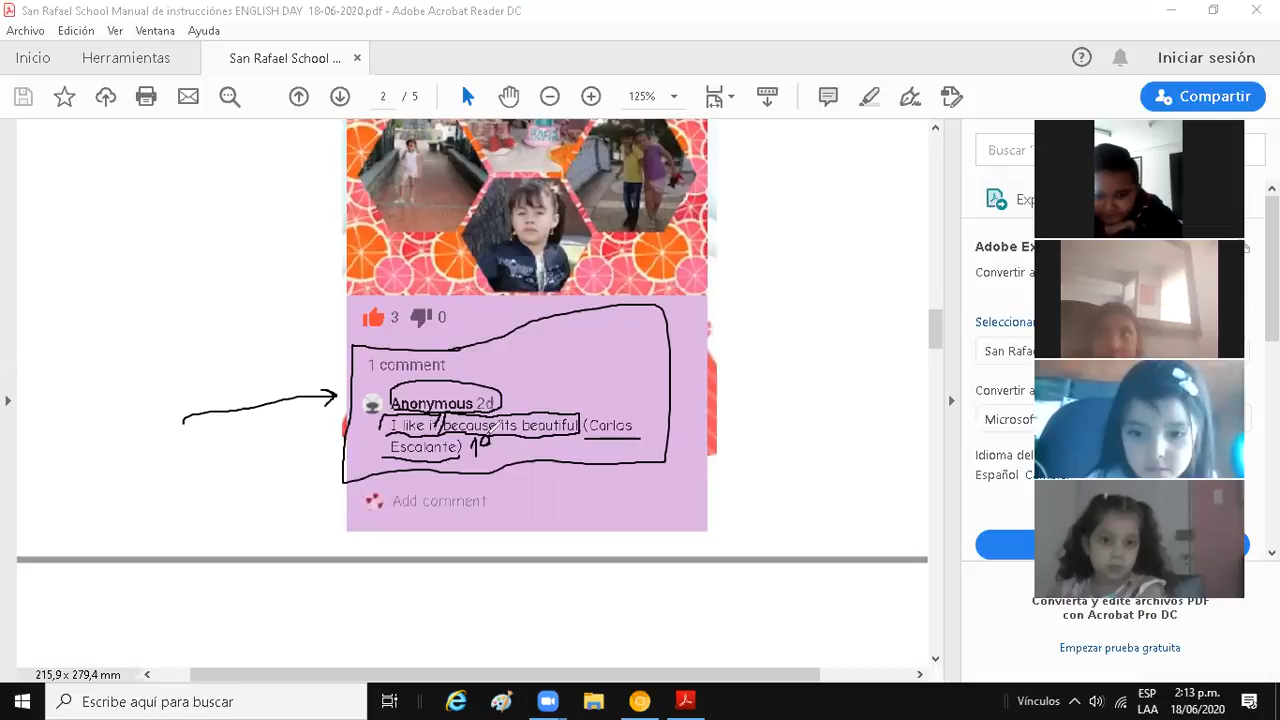 San Rafael School Manual de instrucciónes ENGLISH DAY 18-06-2020.pdf - Adobe Acrobat Reader DC
Archivo Edición Ver Ventana Ayuda
Inicio Herramientas San Rafael School ... × Iniciar sesión
2 / 5 125% Compartir
Buscar
Adobe Ex
Convertir a
Seleccionar
San Rafa
Convertir a
Microsof
Idioma del
Español Cambiar
Convierta y edite archivos PDF
con Acrobat Pro DC
Empezar prueba gratuita
3 0
1 comment
Anonymous 2d
I like it because its beautiful (Carlos
Escalante)
Add comment
215,9 x 279,4 mm
Escribe aquí para buscar
Vínculos ESP 2:13 p.m.
LAA 18/06/2020